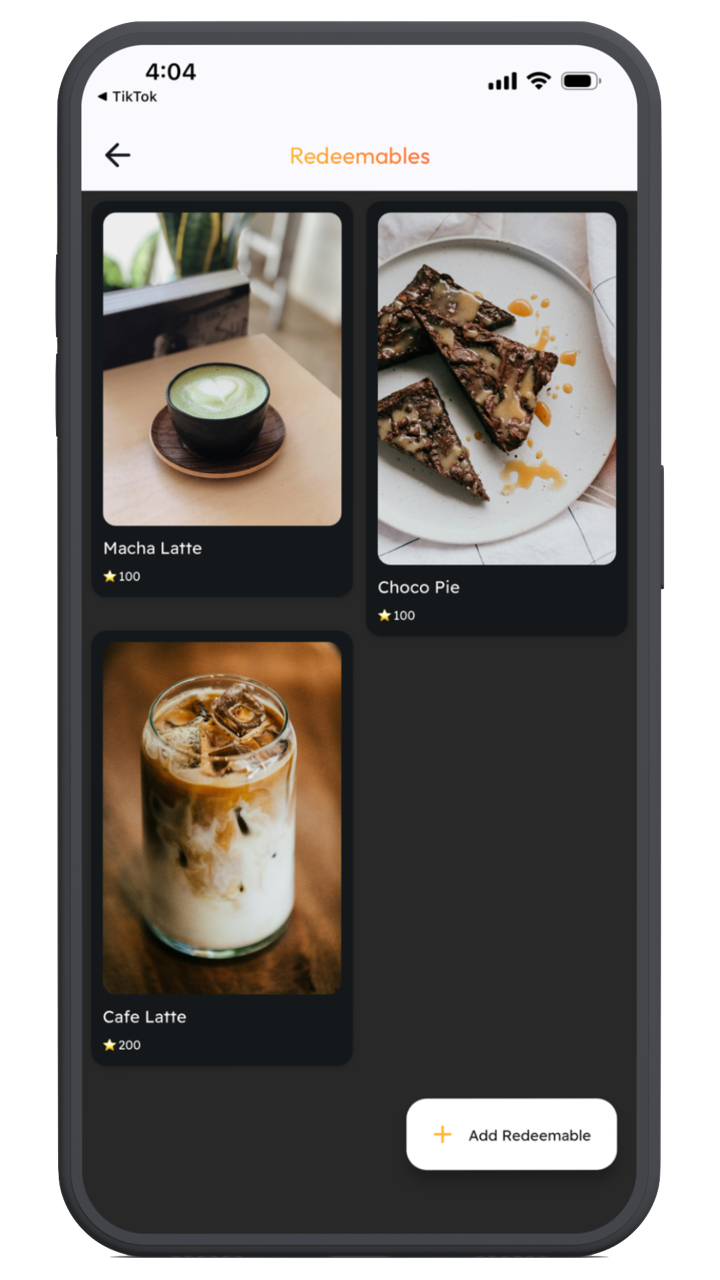 4:04
◀ TikTok
Redeemables
Macha Latte
⭐100
Choco Pie
⭐100
Cafe Latte
⭐200
+ Add Redeemable